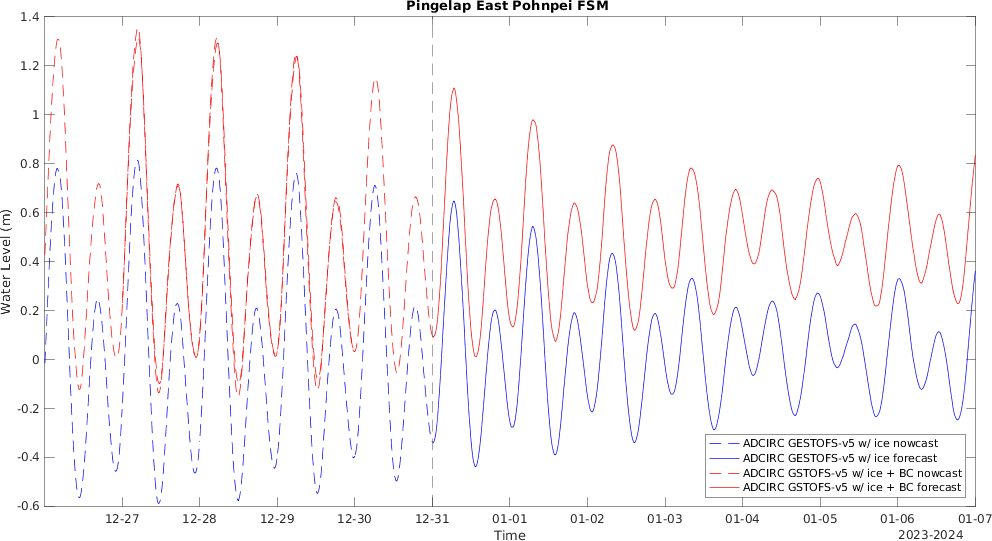 Pingelap East Pohnpei FSM
1.4
1.2
1
0.8
0.6
0.4
0.2
0
-0.2
-0.4
-0.6
Water Level (m)
12-27 12-28 12-29 12-30 12-31 01-01 01-02 01-03 01-04 01-05 01-06 01-07
Time
2023-2024
ADCIRC GESTOFS-v5 w/ ice nowcast
ADCIRC GESTOFS-v5 w/ ice forecast
ADCIRC GSTOFS-v5 w/ ice + BC nowcast
ADCIRC GSTOFS-v5 w/ ice + BC forecast